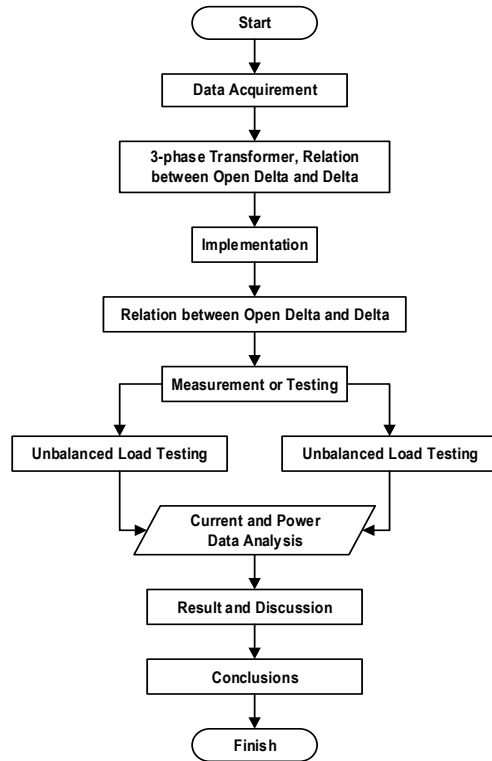 Start
Data Acquirement
3-phase Transformer, Relation
between Open Delta and Delta
Implementation
Relation between Open Delta and Delta
Measurement or Testing
Unbalanced Load Testing
Unbalanced Load Testing
Current and Power
Data Analysis
Result and Discussion
Conclusions
Finish